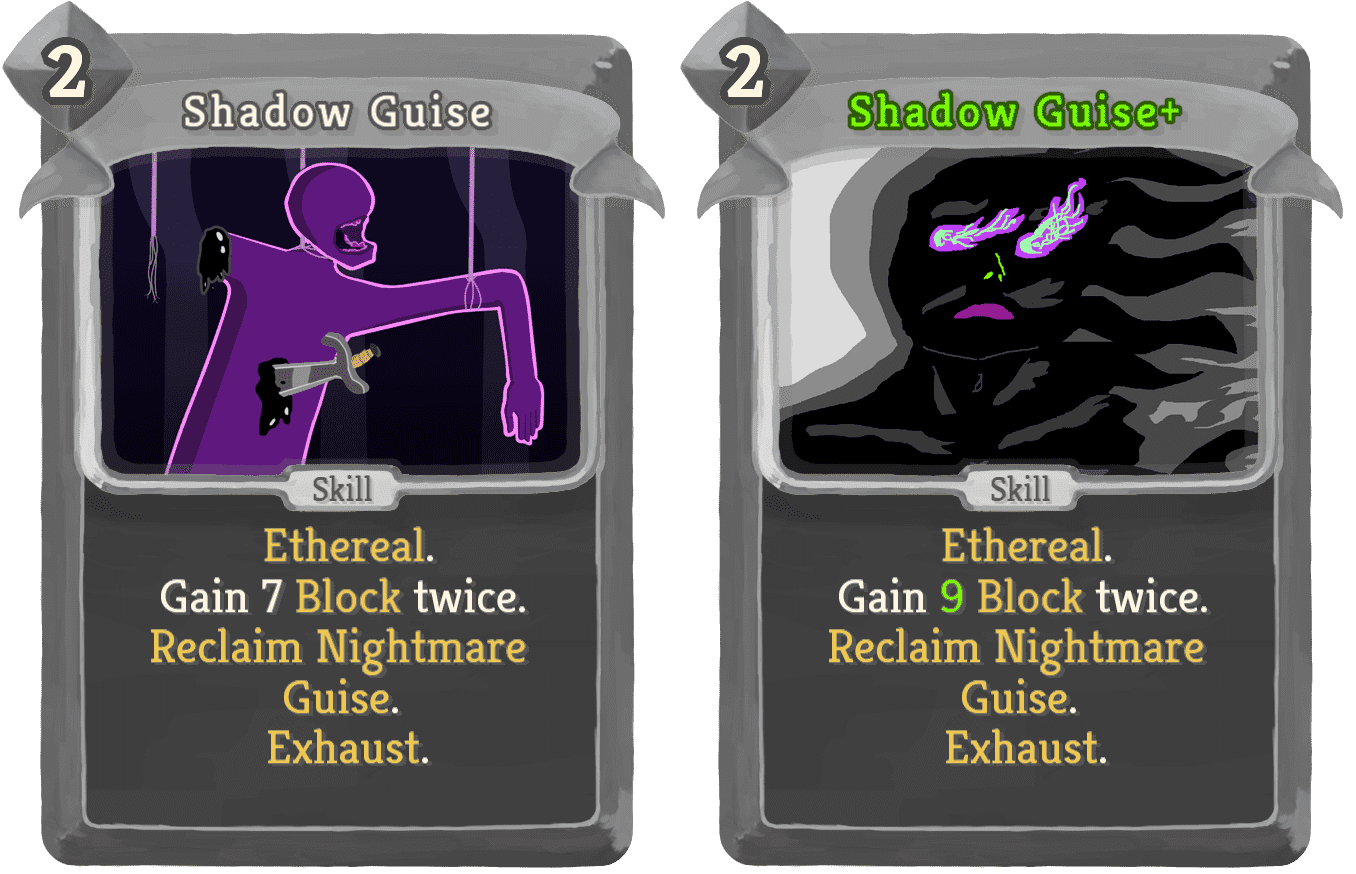 2
Shadow Guise
Skill
Ethereal.
Gain 7 Block twice.
Reclaim Nightmare
Guise.
Exhaust.
2
Shadow Guise+
Skill
Ethereal.
Gain 9 Block twice.
Reclaim Nightmare
Guise.
Exhaust.